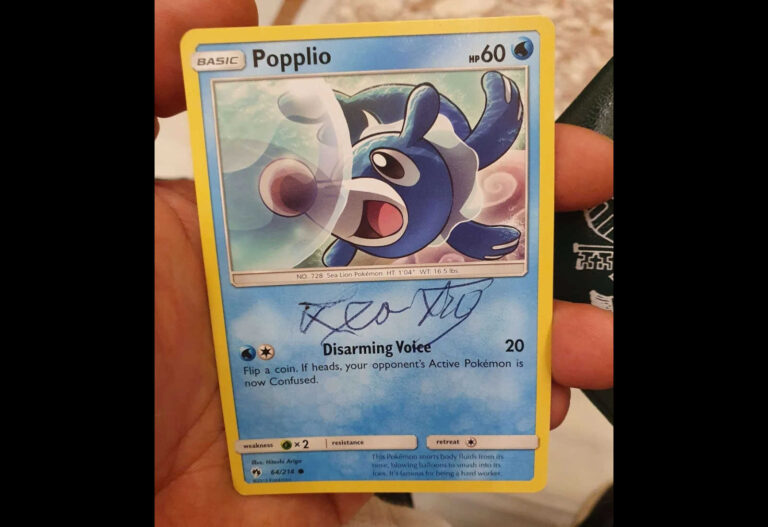 BASIC Popplio HP 60
NO. 728 Sea Lion Pokémon HT: 1'04" WT: 16.5 lbs.
Disarming Voice 20
Flip a coin. If heads, your opponent's Active Pokémon is
now Confused.
weakness × 2 resistance retreat
Illus. Hitoshi Ariga
64/214
This Pokémon snorts body fluids from its
nose, blowing balloons to smash into its
foes. It's famous for being a hard worker.